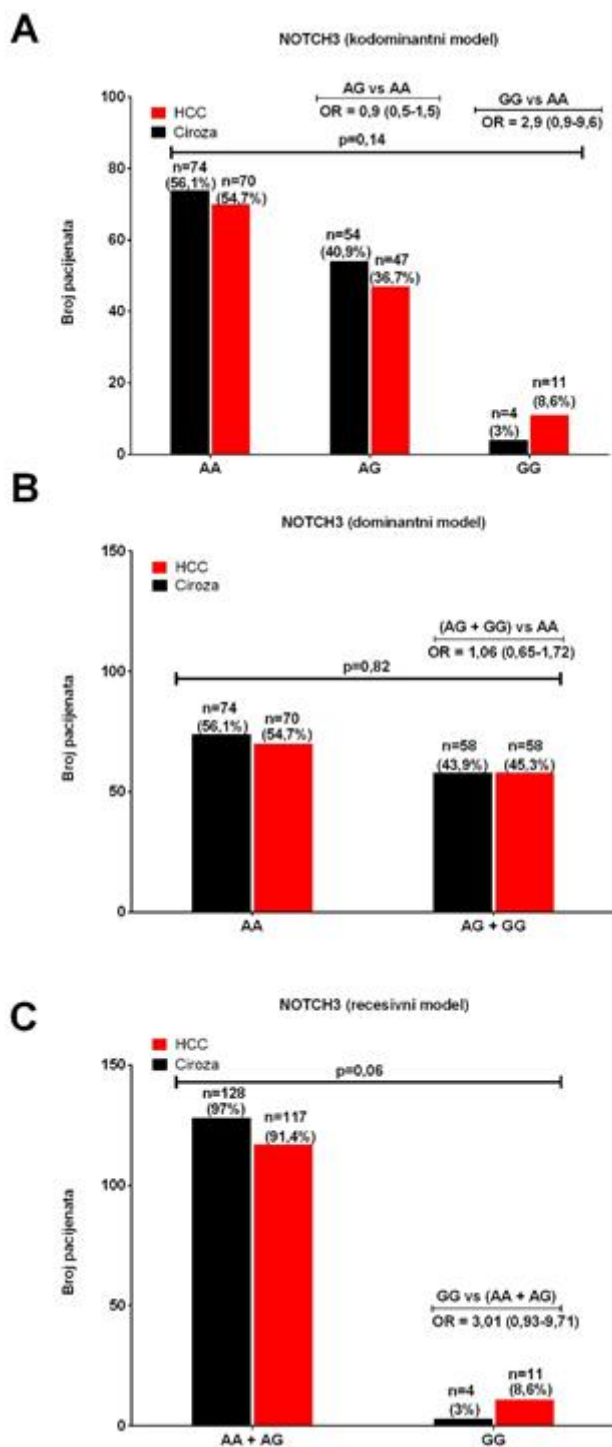 A
NOTCH3 (kodominantni model)
Broj pacijenata
100
80
60
40
20
0
HCC
Ciroza
AG vs AA
OR = 0,9 (0,5-1,5)
GG vs AA
OR = 2,9 (0,9-9,6)
p=0,14
n=74
(56,1%)
n=70
(54,7%)
n=54
(40,9%)
n=47
(36,7%)
n=4
(3%)
n=11
(8,6%)
AA
AG
GG
B
NOTCH3 (dominantni model)
Broj pacijenata
150
100
50
0
HCC
Ciroza
(AG + GG) vs AA
OR = 1,06 (0,65-1,72)
p=0,82
n=74
(56,1%)
n=70
(54,7%)
n=58
(43,9%)
n=58
(45,3%)
AA
AG + GG
C
NOTCH3 (recesivni model)
Broj pacijenata
150
100
50
0
HCC
Ciroza
p=0,06
n=128
(97%)
n=117
(91,4%)
GG vs (AA + AG)
OR = 3,01 (0,93-9,71)
n=4
(3%)
n=11
(8,6%)
AA + AG
GG